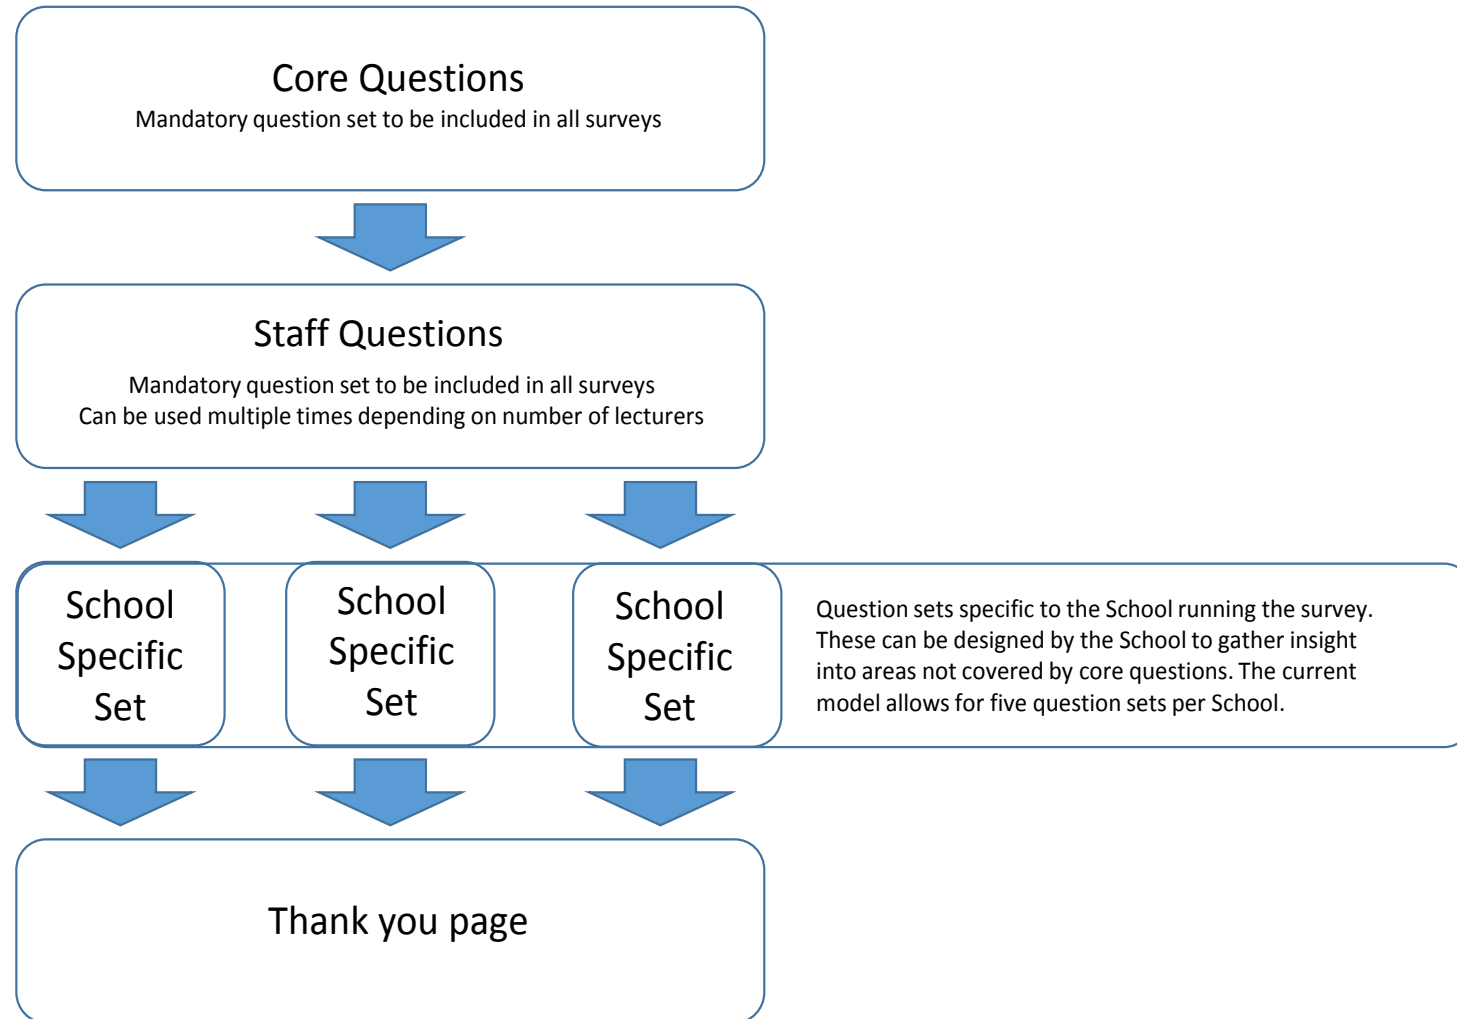 Core Questions
Mandatory question set to be included in all surveys
Staff Questions
Mandatory question set to be included in all surveys
Can be used multiple times depending on number of lecturers
School
Specific
Set
School
Specific
Set
School
Specific
Set
Question sets specific to the School running the survey.
These can be designed by the School to gather insight
into areas not covered by core questions. The current
model allows for five question sets per School.
Thank you page